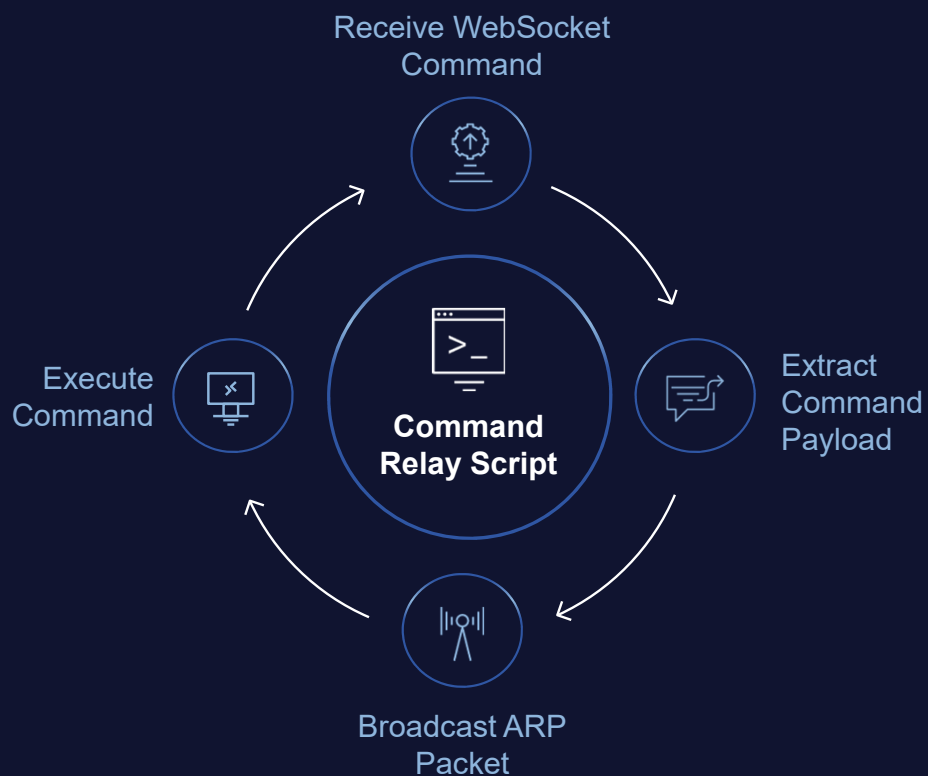 Receive WebSocket
Command
Extract
Command
Payload
Execute
Command
>_
Command
Relay Script
Broadcast ARP
Packet